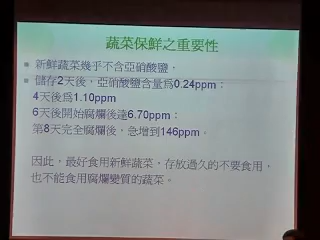 蔬菜保鮮之重要性
新鮮蔬菜幾乎不含亞硝酸鹽。
儲存2天後，亞硝酸鹽含量為0.24ppm；
4天後為1.10ppm
6天後開始腐爛後達6.70ppm；
第8天完全腐爛後，急增到146ppm。
因此，最好食用新鮮蔬菜，存放過久的不要食用，
也不能食用腐爛變質的蔬菜。